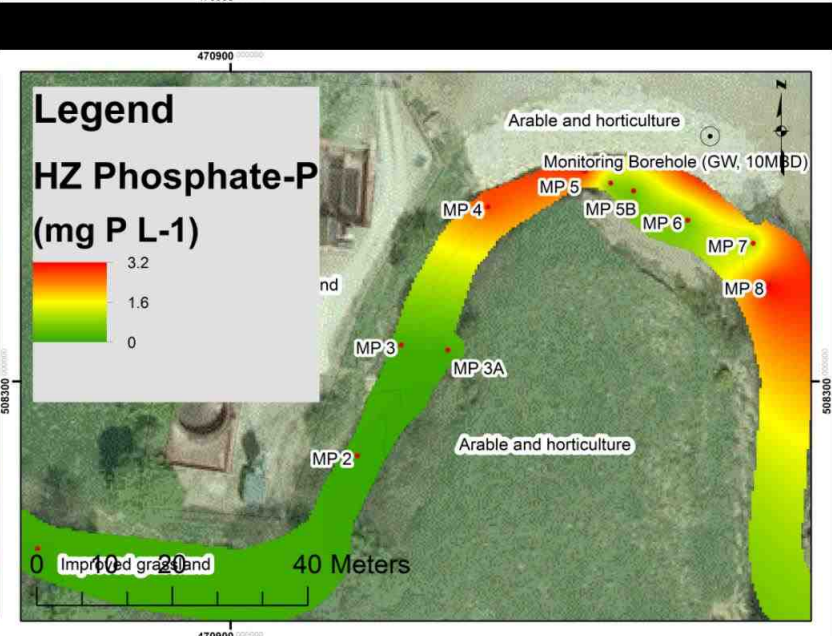 470900
Legend
HZ Phosphate-P
(mg P L-1)
3.2
1.6
0
nd
Arable and horticulture
N
Monitoring Borehole (GW, 10MBD)
MP 5
MP 4
MP 5B
MP 6
MP 7
MP 8
MP 3
MP 3A
508300
508300
Arable and horticulture
MP 2
Improved grassland
0 10 20 40 Meters
470900